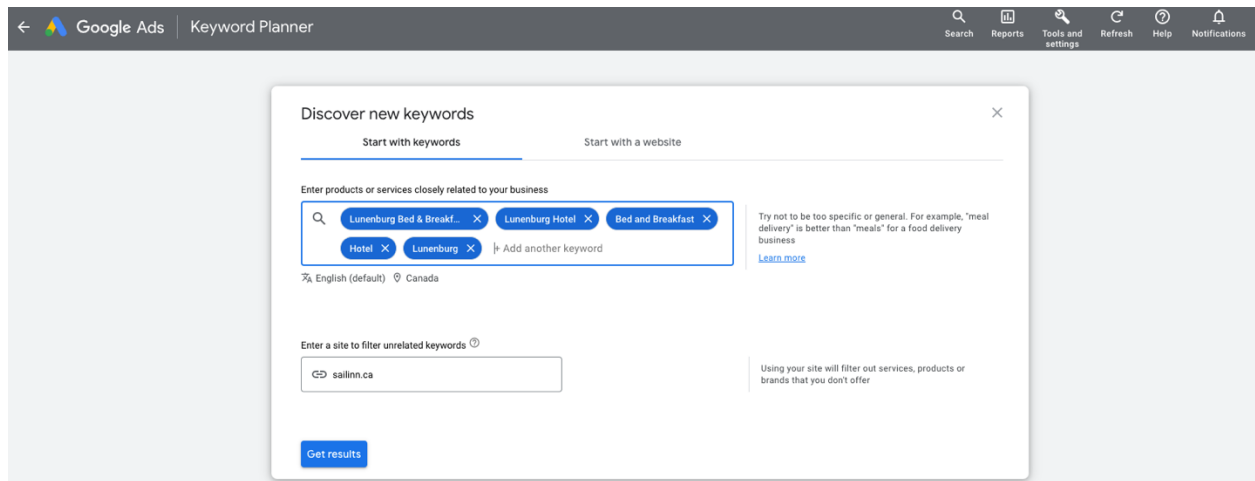 Google Ads
Keyword Planner
Search
Reports
Tools and
settings
Refresh
Help
Notifications
Discover new keywords
Start with keywords
Start with a website
Enter products or services closely related to your business
Lunenburg Bed & Breakf...
Lunenburg Hotel
Bed and Breakfast
Hotel
Lunenburg
+ Add another keyword
Try not to be too specific or general. For example, "meal
delivery" is better than "meals" for a food delivery
business
Learn more
English (default)
Canada
Enter a site to filter unrelated keywords
sailinn.ca
Using your site will filter out services, products or
brands that you don't offer
Get results